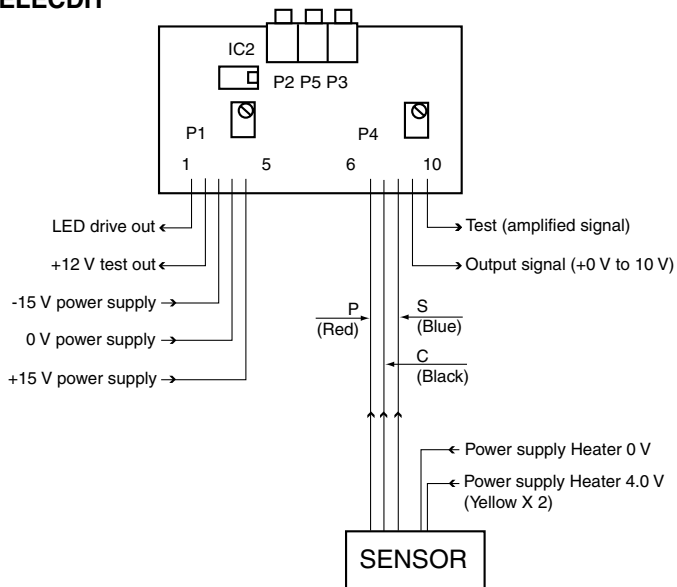 IC2
P2 P5 P3
P1
P4
1
5
6
10
LED drive out
+12 V test out
-15 V power supply
0 V power supply
+15 V power supply
Test (amplified signal)
Output signal (+0 V to 10 V)
P
(Red)
S
(Blue)
C
(Black)
Power supply Heater 0 V
Power supply Heater 4.0 V
(Yellow X 2)
SENSOR